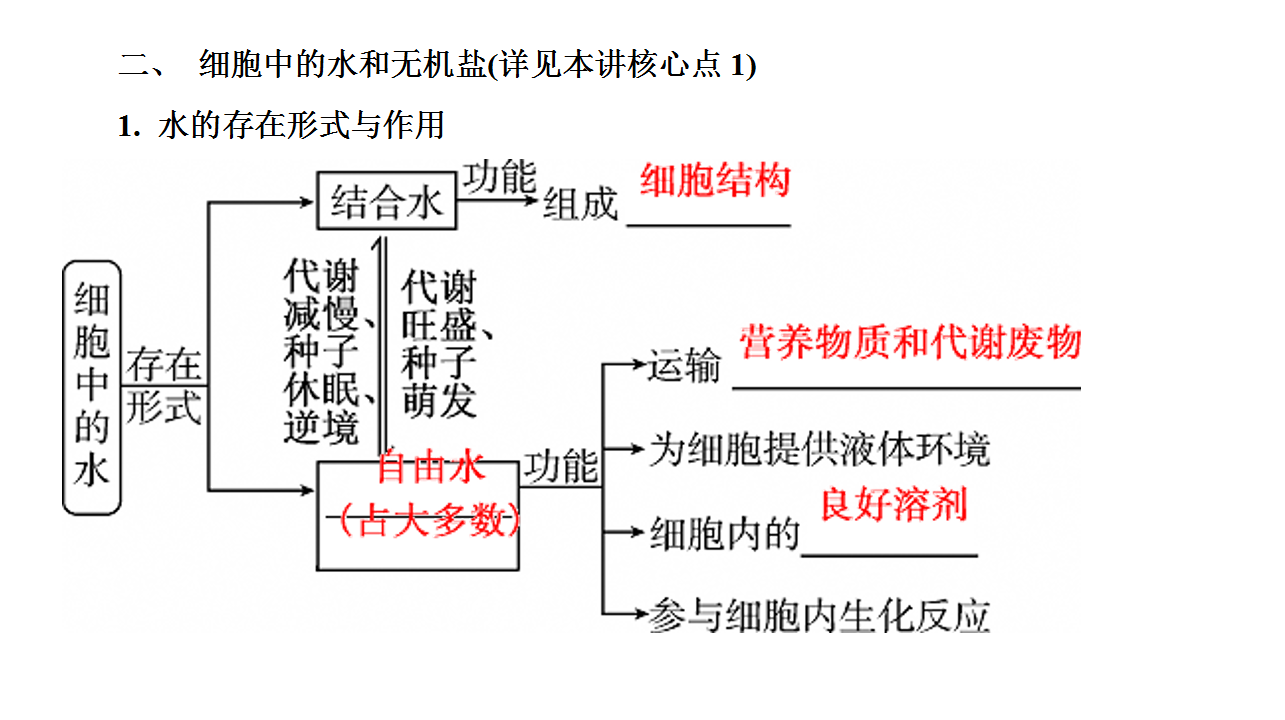 二、 细胞中的水和无机盐(详见本讲核心点 1)
1. 水的存在形式与作用
细胞中的水
存在
形式
结合水
功能
组成 细胞结构
代谢
减慢、
种子
休眠、
逆境
代谢
旺盛、
种子
萌发
自由水
（占大多数）
功能
运输 营养物质和代谢废物
为细胞提供液体环境
细胞内的 良好溶剂
参与细胞内生化反应